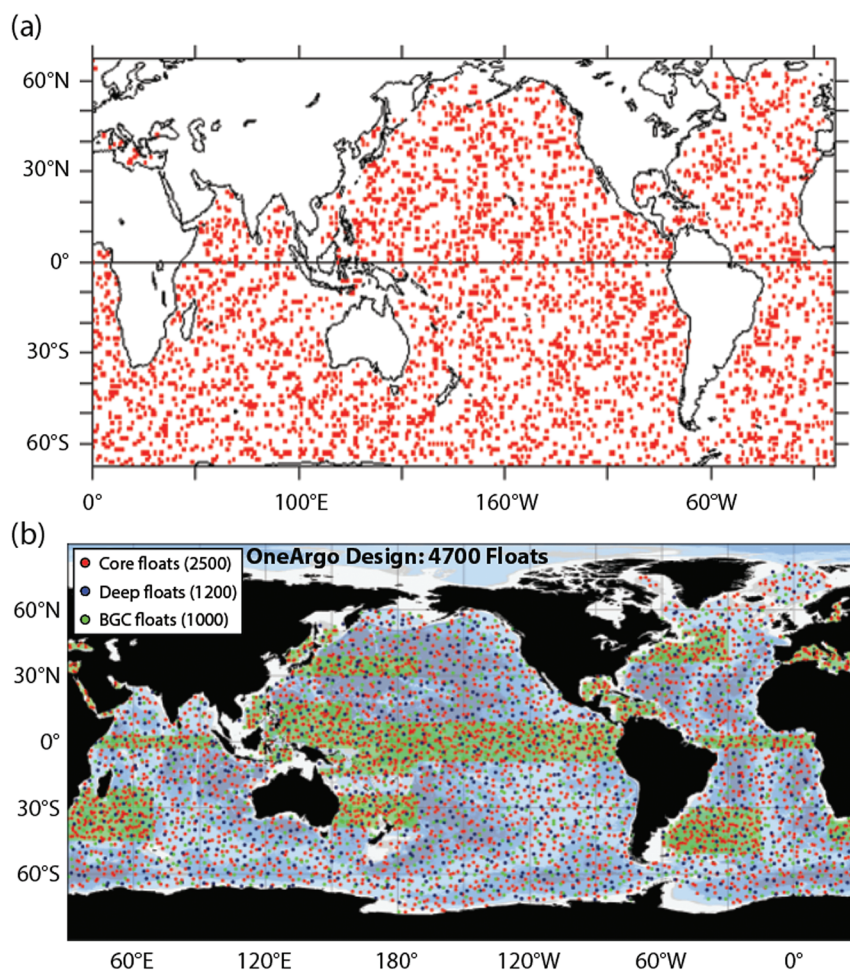 (a)
60°N
30°N
0°
30°S
60°S
0° 100°E 160°W 60°W
(b)
OneArgo Design: 4700 Floats
Core floats (2500)
Deep floats (1200)
BGC floats (1000)
60°N
30°N
0°
30°S
60°S
60°E 120°E 180° 120°W 60°W 0°